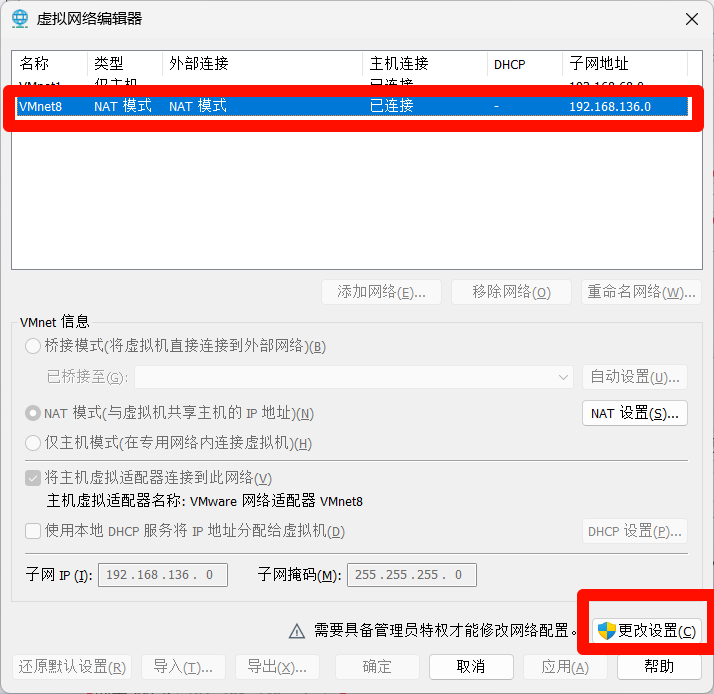 虚拟网络编辑器
名称 类型 外部连接 主机连接 DHCP 子网地址
VMnet8 NAT 模式 NAT 模式 已连接 - 192.168.136.0
添加网络(E)... 移除网络(O) 重命名网络(W)...
VMnet 信息
桥接模式(将虚拟机直接连接到外部网络)(B)
已桥接至(G): 自动设置(U)...
NAT 模式(与虚拟机共享主机的 IP 地址)(N) NAT 设置(S)...
仅主机模式(在专用网络内连接虚拟机)(H)
将主机虚拟适配器连接到此网络(V)
主机虚拟适配器名称: VMware 网络适配器 VMnet8
使用本地 DHCP 服务将 IP 地址分配给虚拟机(D) DHCP 设置(P)...
子网 IP (I): 192 . 168 . 136 . 0 子网掩码(M): 255 . 255 . 255 . 0
需要具备管理员特权才能修改网络配置。 更改设置(C)
还原默认设置(R) 导入(T)... 导出(X)... 确定 取消 应用(A) 帮助